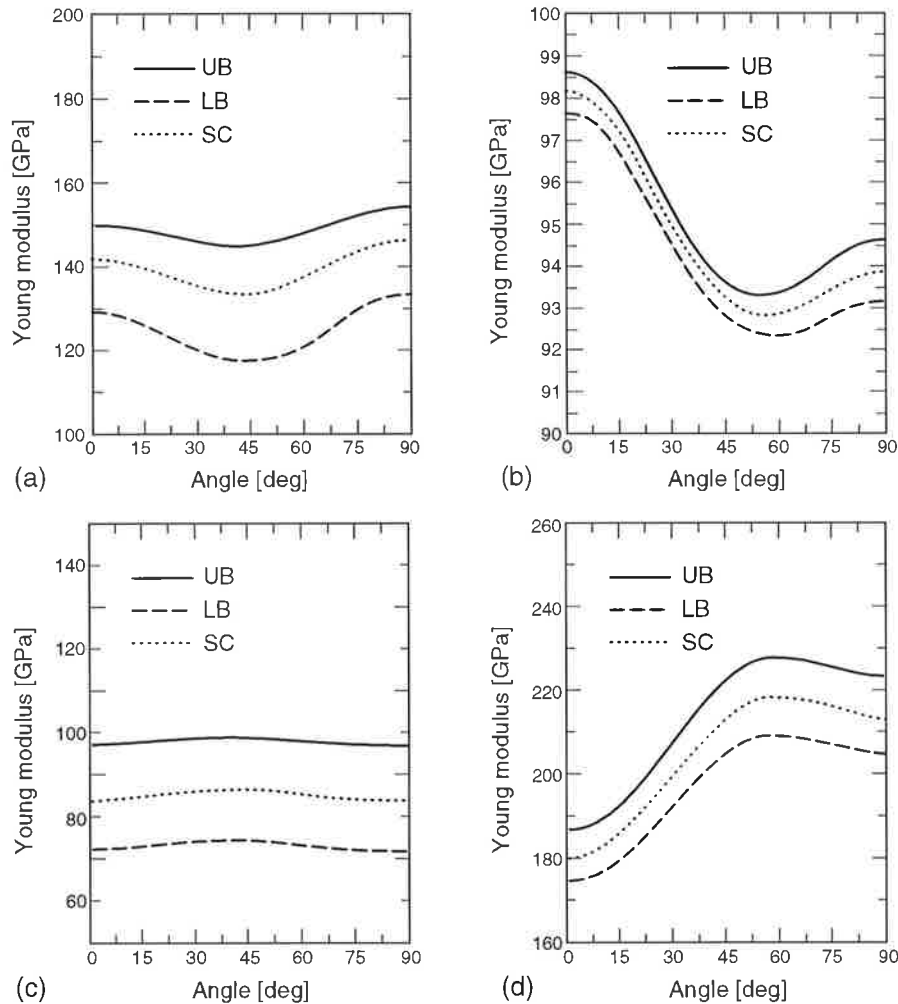 200
180
160
140
120
100
Young modulus [GPa]
UB
LB
SC
0 15 30 45 60 75 90
Angle [deg]
(a)
100
99
98
97
96
95
94
93
92
91
90
Young modulus [GPa]
UB
LB
SC
0 15 30 45 60 75 90
Angle [deg]
(b)
140
120
100
80
60
Young modulus [GPa]
UB
LB
SC
0 15 30 45 60 75 90
Angle [deg]
(c)
260
240
220
200
180
160
Young modulus [GPa]
UB
LB
SC
0 15 30 45 60 75 90
Angle [deg]
(d)